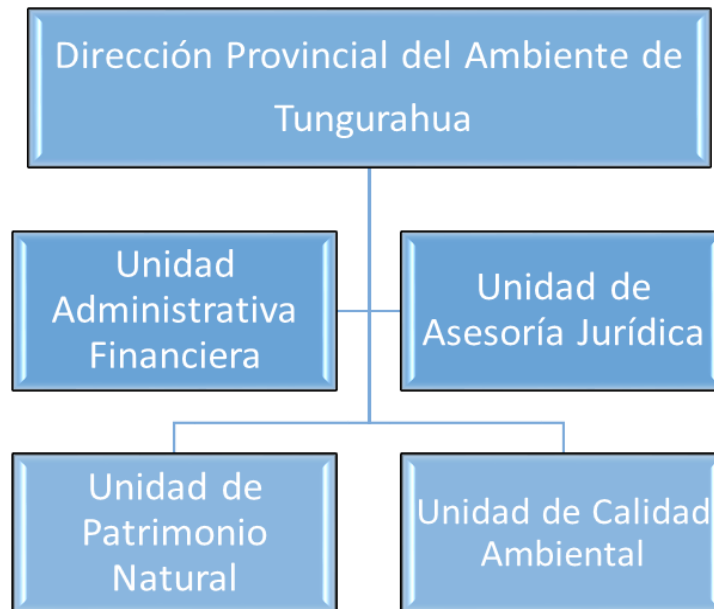 Dirección Provincial del Ambiente de
Tungurahua
Unidad
Administrativa
Financiera
Unidad de
Asesoría Jurídica
Unidad de
Patrimonio
Natural
Unidad de Calidad
Ambiental